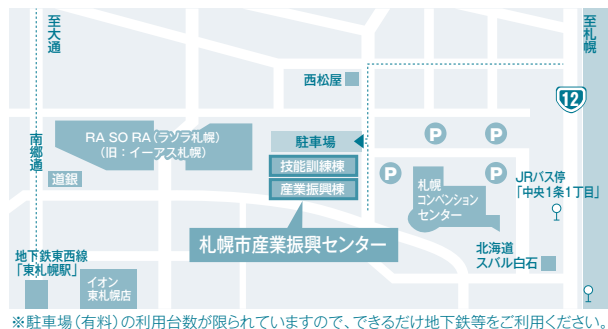 至大通
至札幌
西松屋
12
RA SO RA（ラソラ札幌）
（旧：イーアス札幌）
駐車場
P
P
南郷通
技能訓練棟
P
P
道銀
産業振興棟
札幌
コンベンション
センター
JRバス停
「中央1条1丁目」
札幌市産業振興センター
地下鉄東西線
「東札幌駅」
北海道
スバル白石
イオン
東札幌店
※駐車場（有料）の利用台数が限られていますので、できるだけ地下鉄等をご利用ください。